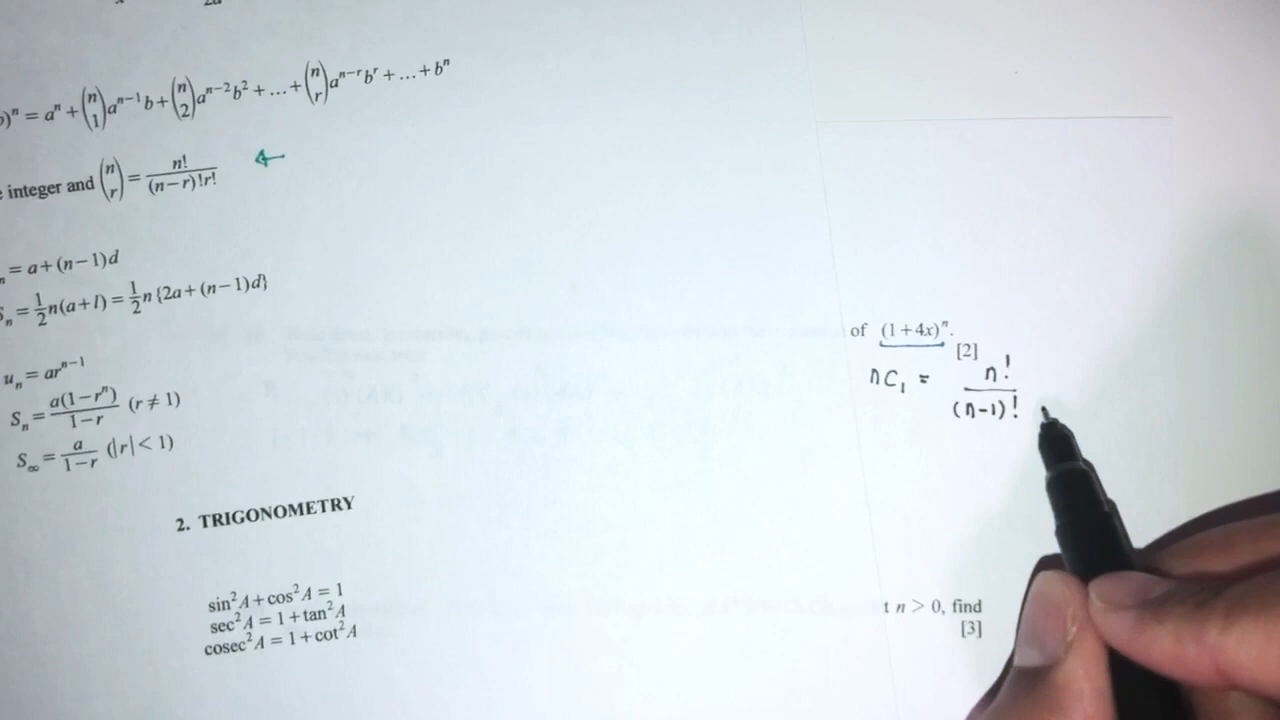 )ⁿ = aⁿ + (n 1)aⁿ⁻¹b + (n 2)aⁿ⁻²b² + … + (n r)aⁿ⁻ʳbʳ + … + bⁿ
integer and (n r) = n!/(n−r)!r!
= a+(n−1)d
Sₙ = 1/2 n(a+l) = 1/2 n{2a+(n−1)d}
uₙ = arⁿ⁻¹
Sₙ = a(1−rⁿ)/1−r (r ≠ 1)
S∞ = a/1−r (|r| < 1)
2. TRIGONOMETRY
sin²A + cos²A = 1
sec²A = 1 + tan²A
cosec²A = 1 + cot²A
of (1+4x)ⁿ.
[2]
nC₁ = n!/(n-1)!
t n > 0, find
[3]